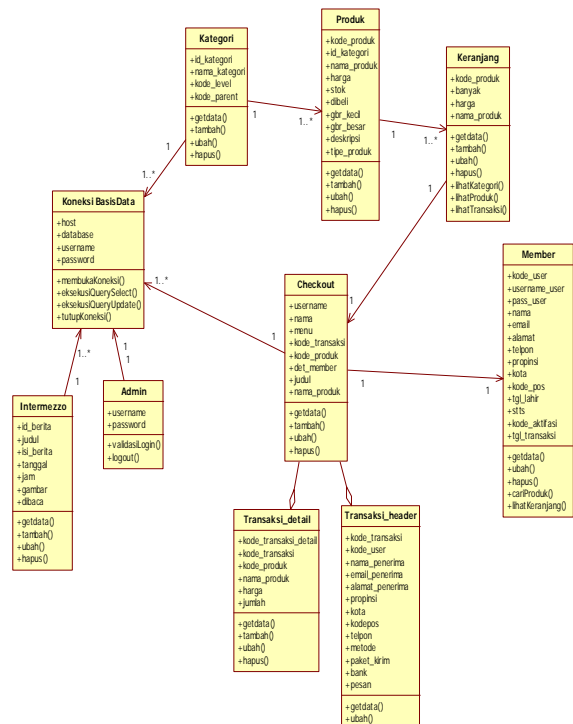 Kategori
+id_kategori
+nama_kategori
+kode_level
+kode_parent
+getdata()
+tambah()
+ubah()
+hapus()
1
1..*
1
1..*
Produk
+kode_produk
+id_kategori
+nama_produk
+harga
+stok
+dibeli
+gbr_kecil
+gbr_besar
+deskripsi
+tipe_produk
+getdata()
+tambah()
+ubah()
+hapus()
1
1..*
Keranjang
+kode_produk
+banyak
+harga
+nama_produk
+getdata()
+tambah()
+ubah()
+hapus()
+lihatKategori()
+lihatProduk()
+lihatTransaksi()
1
1
Koneksi BasisData
+host
+database
+username
+password
+membukaKoneksi()
+eksekusiQuerySelect()
+eksekusiQueryUpdate()
+tutupKoneksi()
1..*
1
1..*
1
1
1
Checkout
+username
+nama
+menu
+kode_transaksi
+kode_produk
+det_member
+judul
+nama_produk
+getdata()
+tambah()
+ubah()
+hapus()
1
1
Member
+kode_user
+username_user
+pass_user
+nama
+email
+alamat
+telpon
+propinsi
+kota
+kode_pos
+tgl_lahir
+stts
+kode_aktifasi
+tgl_transaksi
+getdata()
+ubah()
+hapus()
+cariProduk()
+lihatKeranjang()
Intermezzo
+id_berita
+judul
+isi_berita
+tanggal
+jam
+gambar
+dibaca
+getdata()
+tambah()
+ubah()
+hapus()
Admin
+username
+password
+validasiLogin()
+logout()
Transaksi_detail
+kode_transaksi_detail
+kode_transaksi
+kode_produk
+nama_produk
+harga
+jumlah
+getdata()
+tambah()
+ubah()
+hapus()
Transaksi_header
+kode_transaksi
+kode_user
+nama_penerima
+email_penerima
+alamat_penerima
+propinsi
+kota
+kodepos
+telpon
+metode
+paket_kirim
+bank
+pesan
+getdata()
+ubah()